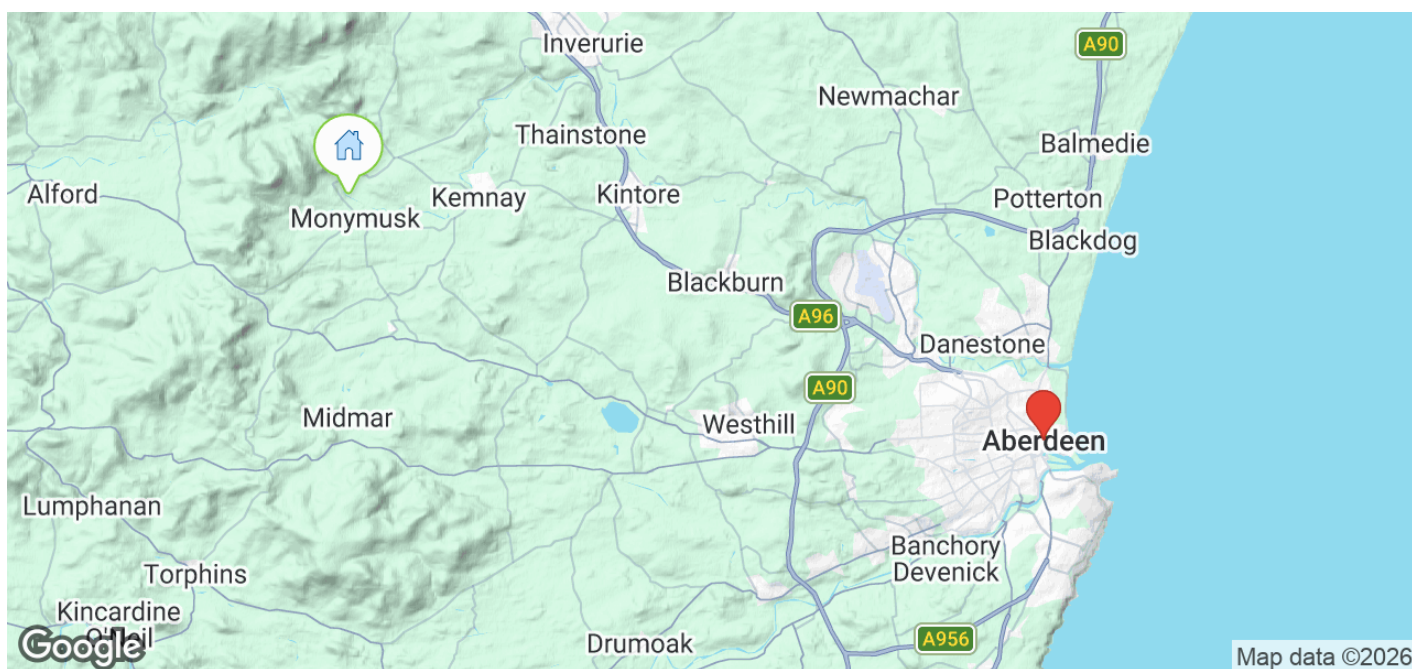 Inverurie
A90
Newmachar
Thainstone
Balmedie
Alford
Kemnay
Kintore
Potterton
Monymusk
Blackdog
Blackburn
A96
Danestone
A90
Midmar
Westhill
Aberdeen
Lumphanan
Banchory
Devenick
Torphins
Kincardine
O'Neil
Drumoak
A956
Google
Map data ©2026